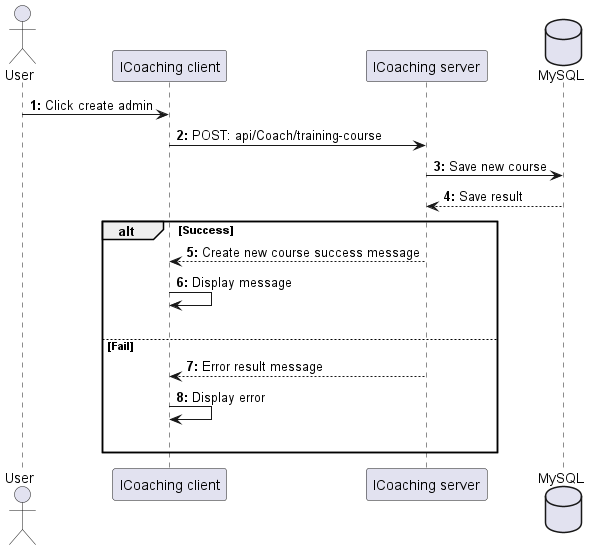 User
ICoaching client
ICoaching server
MySQL
1: Click create admin
2: POST: api/Coach/training-course
3: Save new course
4: Save result
alt
[Success]
5: Create new course success message
6: Display message
[Fail]
7: Error result message
8: Display error
User
ICoaching client
ICoaching server
MySQL